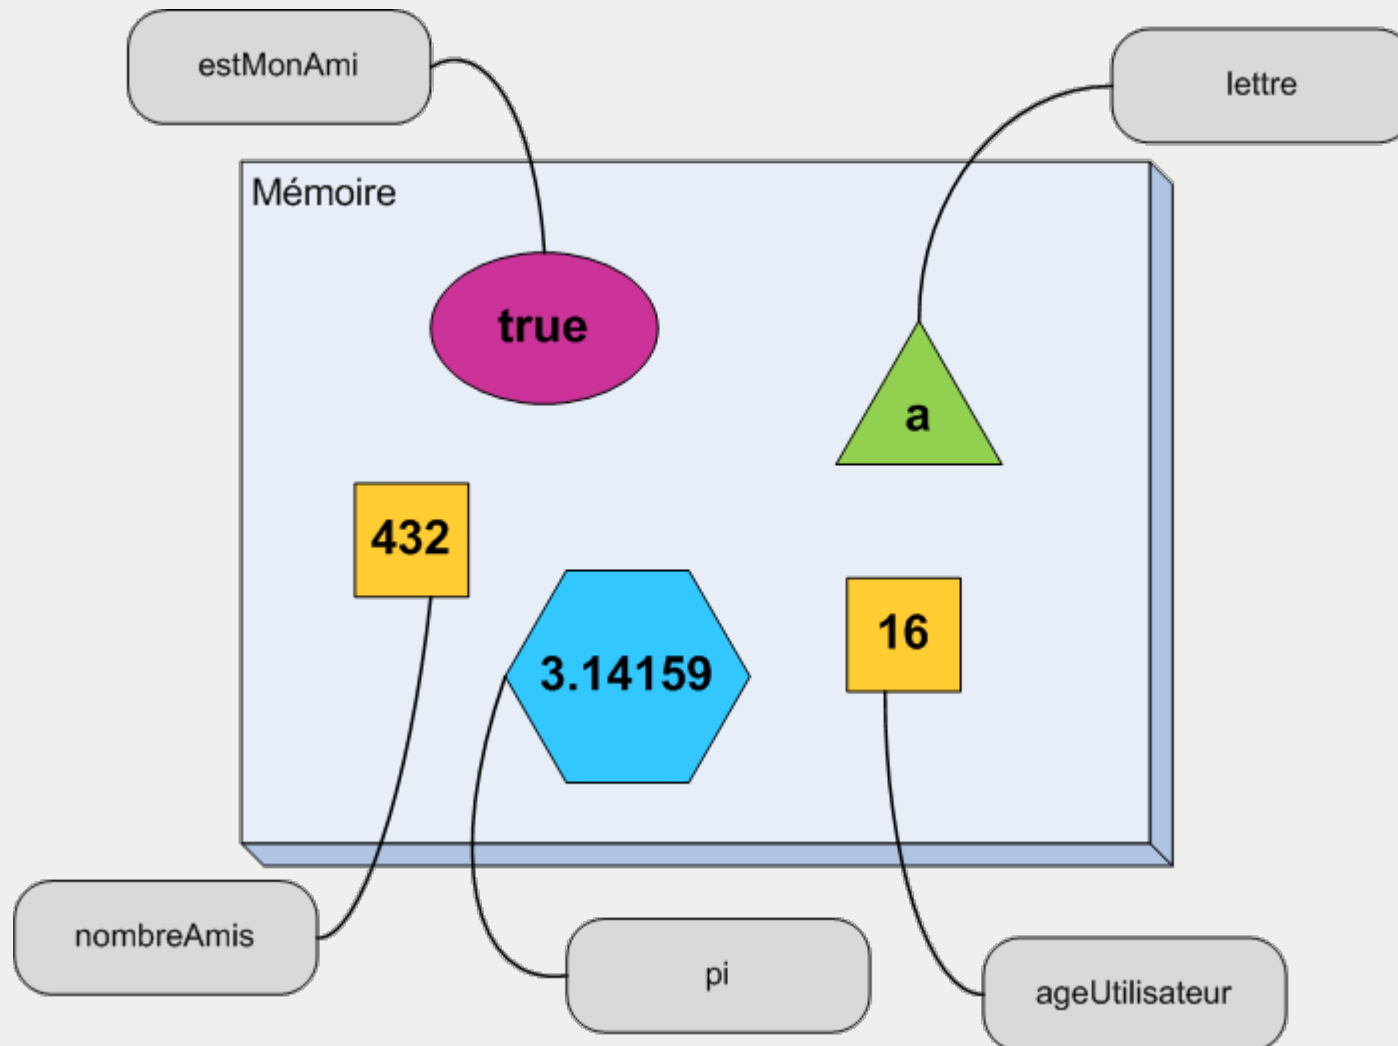 estMonAmi
lettre
Mémoire
true
a
432
3.14159
16
nombreAmis
pi
ageUtilisateur